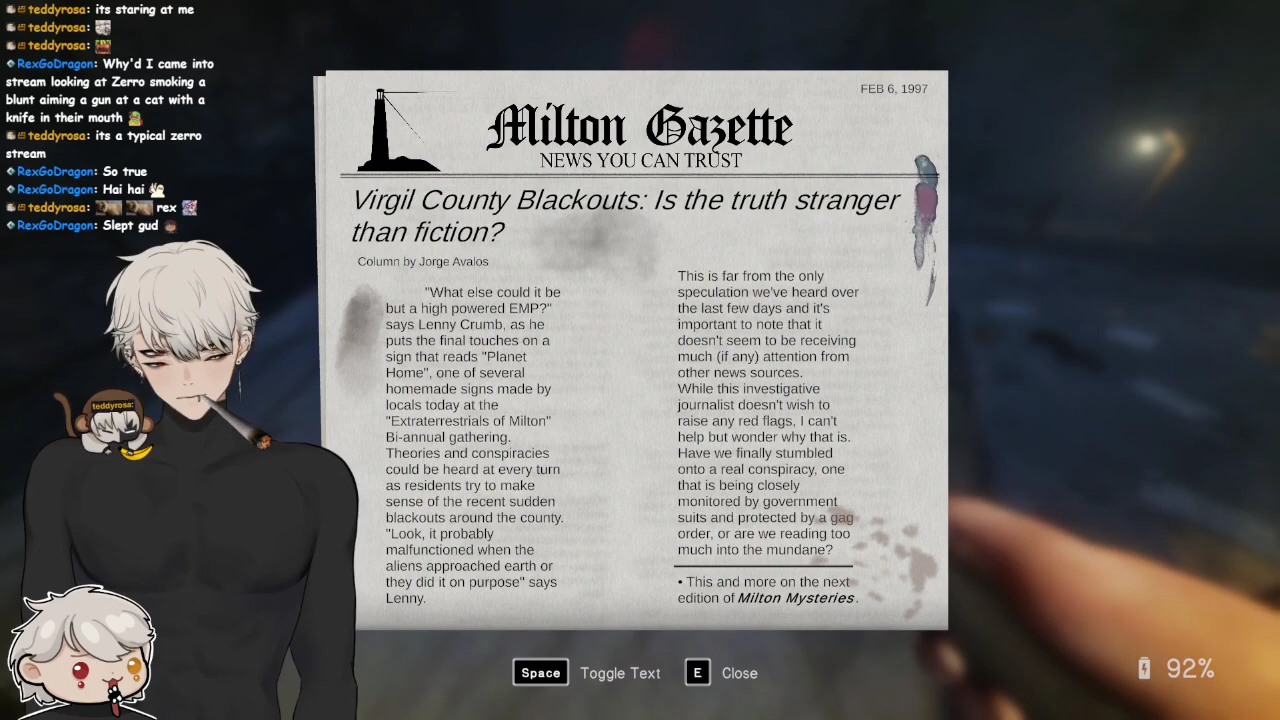 teddyrosa: its staring at me
teddyrosa:
teddyrosa:
RexGoDragon: Why'd I came into
stream looking at Zerro smoking a
blunt aiming a gun at a cat with a
knife in their mouth
teddyrosa: its a typical zerro
stream
RexGoDragon: So true
RexGoDragon: Hai hai
teddyrosa: rex
RexGoDragon: Slept gud
teddyrosa:
FEB 6, 1997
Milton Gazette
NEWS YOU CAN TRUST
Virgil County Blackouts: Is the truth stranger
than fiction?
Column by Jorge Avalos
"What else could it be
but a high powered EMP?"
says Lenny Crumb, as he
puts the final touches on a
sign that reads "Planet
Home", one of several
homemade signs made by
locals today at the
"Extraterrestrials of Milton"
Bi-annual gathering.
Theories and conspiracies
could be heard at every turn
as residents try to make
sense of the recent sudden
blackouts around the county.
"Look, it probably
malfunctioned when the
aliens approached earth or
they did it on purpose" says
Lenny.
This is far from the only
speculation we've heard over
the last few days and it's
important to note that it
doesn't seem to be receiving
much (if any) attention from
other news sources.
While this investigative
journalist doesn't wish to
raise any red flags, I can't
help but wonder why that is.
Have we finally stumbled
onto a real conspiracy, one
that is being closely
monitored by government
suits and protected by a gag
order, or are we reading too
much into the mundane?
• This and more on the next
edition of Milton Mysteries.
Space Toggle Text E Close
92%